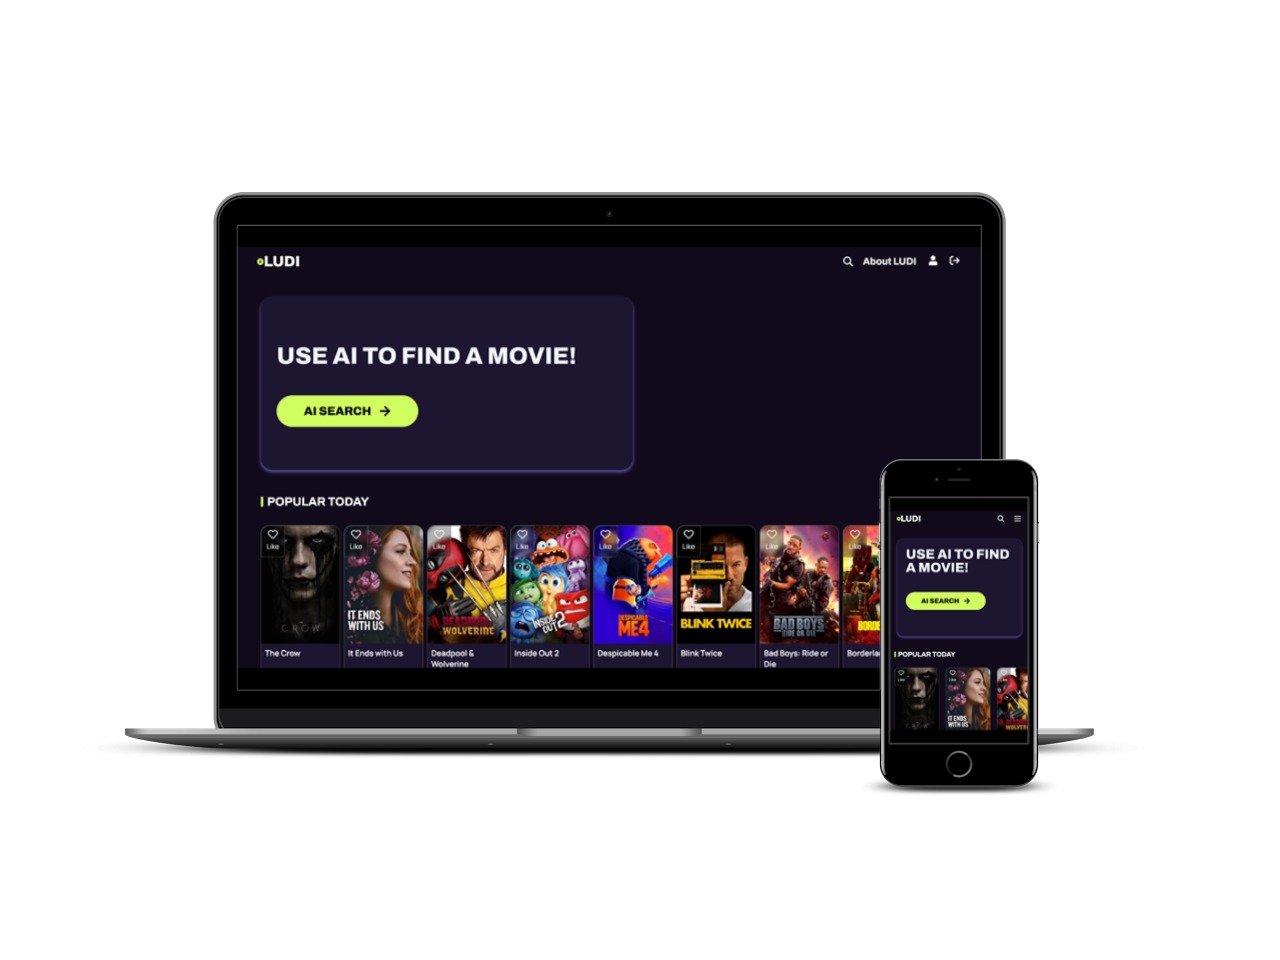 LUDI
About LUDI
USE AI TO FIND A MOVIE!
AI SEARCH
POPULAR TODAY
Like
Like
Like
Like
Like
Like
Like
Like
CROW
IT ENDS
WITH US
DEADPOOL
WOLVERINE
INSIDE
OUT 2
DESPICABLE
ME4
BLINK TWICE
BAD BOYS
RIDE OR DIE
BORDE
The Crow
It Ends with Us
Deadpool &
Wolverine
Inside Out 2
Despicable Me 4
Blink Twice
Bad Boys: Ride or
Die
Borderla
LUDI
USE AI TO FIND
A MOVIE!
AI SEARCH
POPULAR TODAY
Like
Like
IT ENDS
WITH US